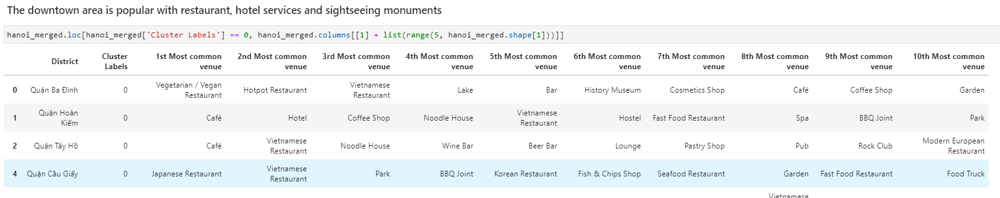 The downtown area is popular with restaurant, hotel services and sightseeing monuments
hanoi_merged.loc[hanoi_merged['Cluster Labels'] == 0, hanoi_merged.columns[[1] + list(range(5, hanoi_merged.shape[1]))]]
District Cluster Labels 1st Most common venue 2nd Most common venue 3rd Most common venue 4th Most common venue 5th Most common venue 6th Most common venue 7th Most common venue 8th Most common venue 9th Most common venue 10th Most common venue
0 Quận Ba Đình 0 Vegetarian / Vegan Restaurant Hotpot Restaurant Vietnamese Restaurant Lake Bar History Museum Cosmetics Shop Café Coffee Shop Garden
1 Quận Hoàn Kiếm 0 Café Hotel Coffee Shop Noodle House Vietnamese Restaurant Hostel Fast Food Restaurant Spa BBQ Joint Park
2 Quận Tây Hồ 0 Café Vietnamese Restaurant Noodle House Wine Bar Beer Bar Lounge Pastry Shop Pub Rock Club Modern European Restaurant
4 Quận Cầu Giấy 0 Japanese Restaurant Vietnamese Restaurant Park BBQ Joint Korean Restaurant Fish & Chips Shop Seafood Restaurant Garden Fast Food Restaurant Food Truck
Vietnamese